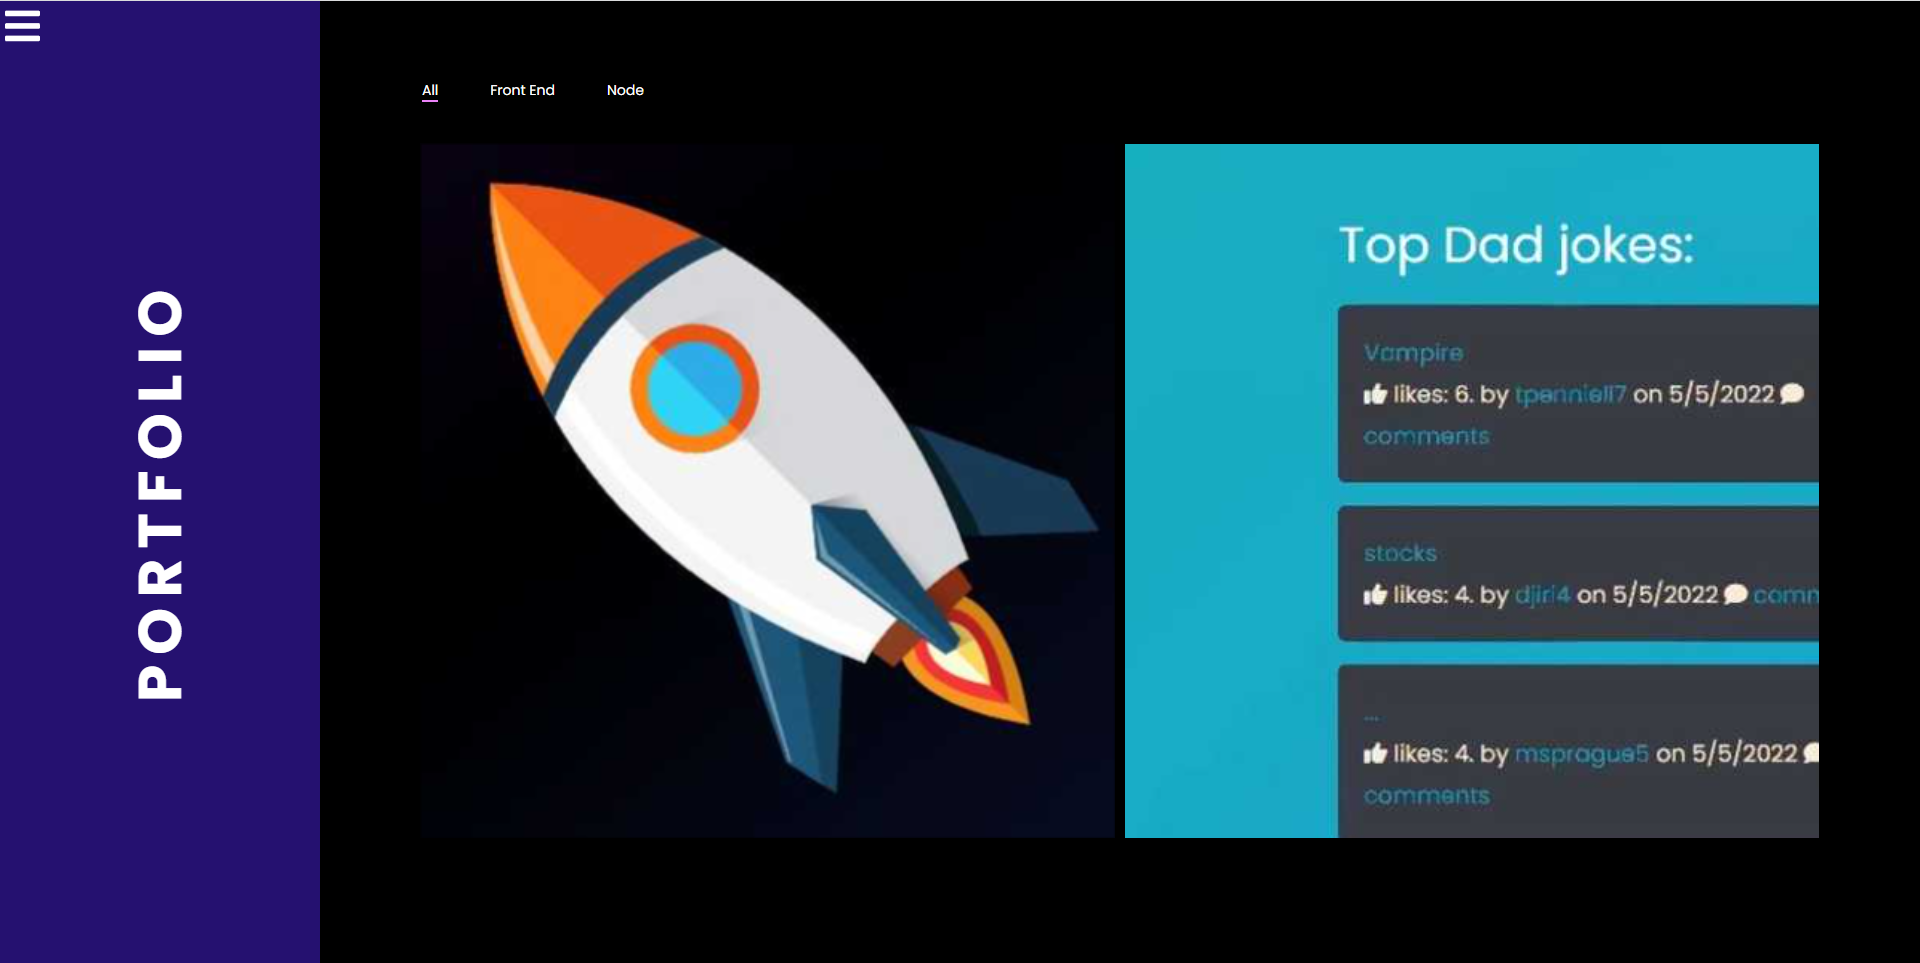 PORTFOLIO
All
Front End
Node
Top Dad jokes:
Vampire
likes: 6. by tpenniell7 on 5/5/2022
comments
stocks
likes: 4. by djiri4 on 5/5/2022 comm
...
likes: 4. by msprague5 on 5/5/2022
comments